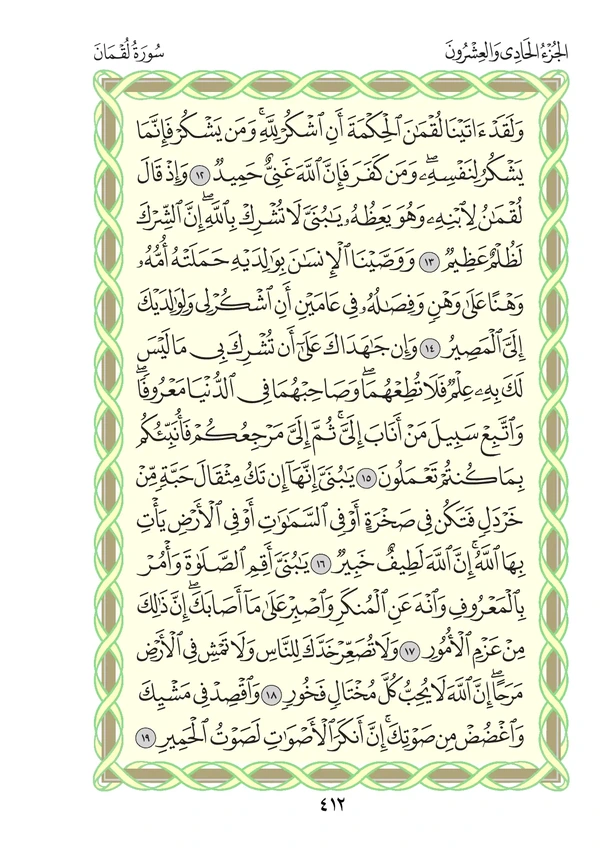 الجُزْءُ الحَادِى وَالعِشْرُونَ
سُورَةُ لُقْمَانَ
وَلَقَدْ ءَاتَيْنَا لُقْمَٰنَ ٱلْحِكْمَةَ أَنِ ٱشْكُرْ لِلَّهِۚ وَمَن يَشْكُرْ فَإِنَّمَا
يَشْكُرُ لِنَفْسِهِۦۖ وَمَن كَفَرَ فَإِنَّ ٱللَّهَ غَنِىٌّ حَمِيدٌ ١٢ وَإِذْ قَالَ
لُقْمَٰنُ لِٱبْنِهِۦ وَهُوَ يَعِظُهُۥ يَٰبُنَىَّ لَا تُشْرِكْ بِٱللَّهِۖ إِنَّ ٱلشِّرْكَ
لَظُلْمٌ عَظِيمٌ ١٣ وَوَصَّيْنَا ٱلْإِنسَٰنَ بِوَٰلِدَيْهِ حَمَلَتْهُ أُمُّهُۥ
وَهْنًا عَلَىٰ وَهْنٍ وَفِصَٰلُهُۥ فِى عَامَيْنِ أَنِ ٱشْكُرْ لِى وَلِوَٰلِدَيْكَ
إِلَىَّ ٱلْمَصِيرُ ١٤ وَإِن جَٰهَدَاكَ عَلَىٰٓ أَن تُشْرِكَ بِى مَا لَيْسَ
لَكَ بِهِۦ عِلْمٌ فَلَا تُطِعْهُمَاۖ وَصَاحِبْهُمَا فِى ٱلدُّنْيَا مَعْرُوفًاۖ
وَٱتَّبِعْ سَبِيلَ مَنْ أَنَابَ إِلَىَّۚ ثُمَّ إِلَىَّ مَرْجِعُكُمْ فَأُنَبِّئُكُم
بِمَا كُنتُمْ تَعْمَلُونَ ١٥ يَٰبُنَىَّ إِنَّهَآ إِن تَكُ مِثْقَالَ حَبَّةٍ مِّنْ
خَرْدَلٍ فَتَكُن فِى صَخْرَةٍ أَوْ فِى ٱلسَّمَٰوَٰتِ أَوْ فِى ٱلْأَرْضِ يَأْتِ
بِهَا ٱللَّهُۚ إِنَّ ٱللَّهَ لَطِيفٌ خَبِيرٌ ١٦ يَٰبُنَىَّ أَقِمِ ٱلصَّلَوٰةَ وَأْمُرْ
بِٱلْمَعْرُوفِ وَٱنْهَ عَنِ ٱلْمُنكَرِ وَٱصْبِرْ عَلَىٰ مَآ أَصَابَكَۖ إِنَّ ذَٰلِكَ
مِنْ عَزْمِ ٱلْأُمُورِ ١٧ وَلَا تُصَعِّرْ خَدَّكَ لِلنَّاسِ وَلَا تَمْشِ فِى ٱلْأَرْضِ
مَرَحًاۖ إِنَّ ٱللَّهَ لَا يُحِبُّ كُلَّ مُخْتَالٍ فَخُورٍ ١٨ وَٱقْصِدْ فِى مَشْيِكَ
وَٱغْضُضْ مِن صَوْتِكَۚ إِنَّ أَنكَرَ ٱلْأَصْوَٰتِ لَصَوْتُ ٱلْحَمِيرِ ١٩
٤١٢